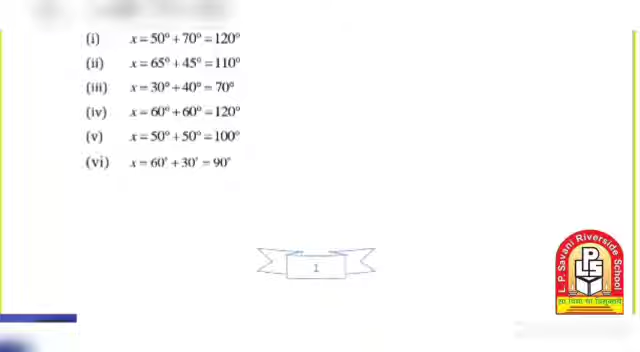 (i) x = 50° + 70° = 120°
(ii) x = 65° + 45° = 110°
(iii) x = 30° + 40° = 70°
(iv) x = 60° + 60° = 120°
(v) x = 50° + 50° = 100°
(vi) x = 60° + 30° = 90°
1
L. P. Savani Riverside School
PLS